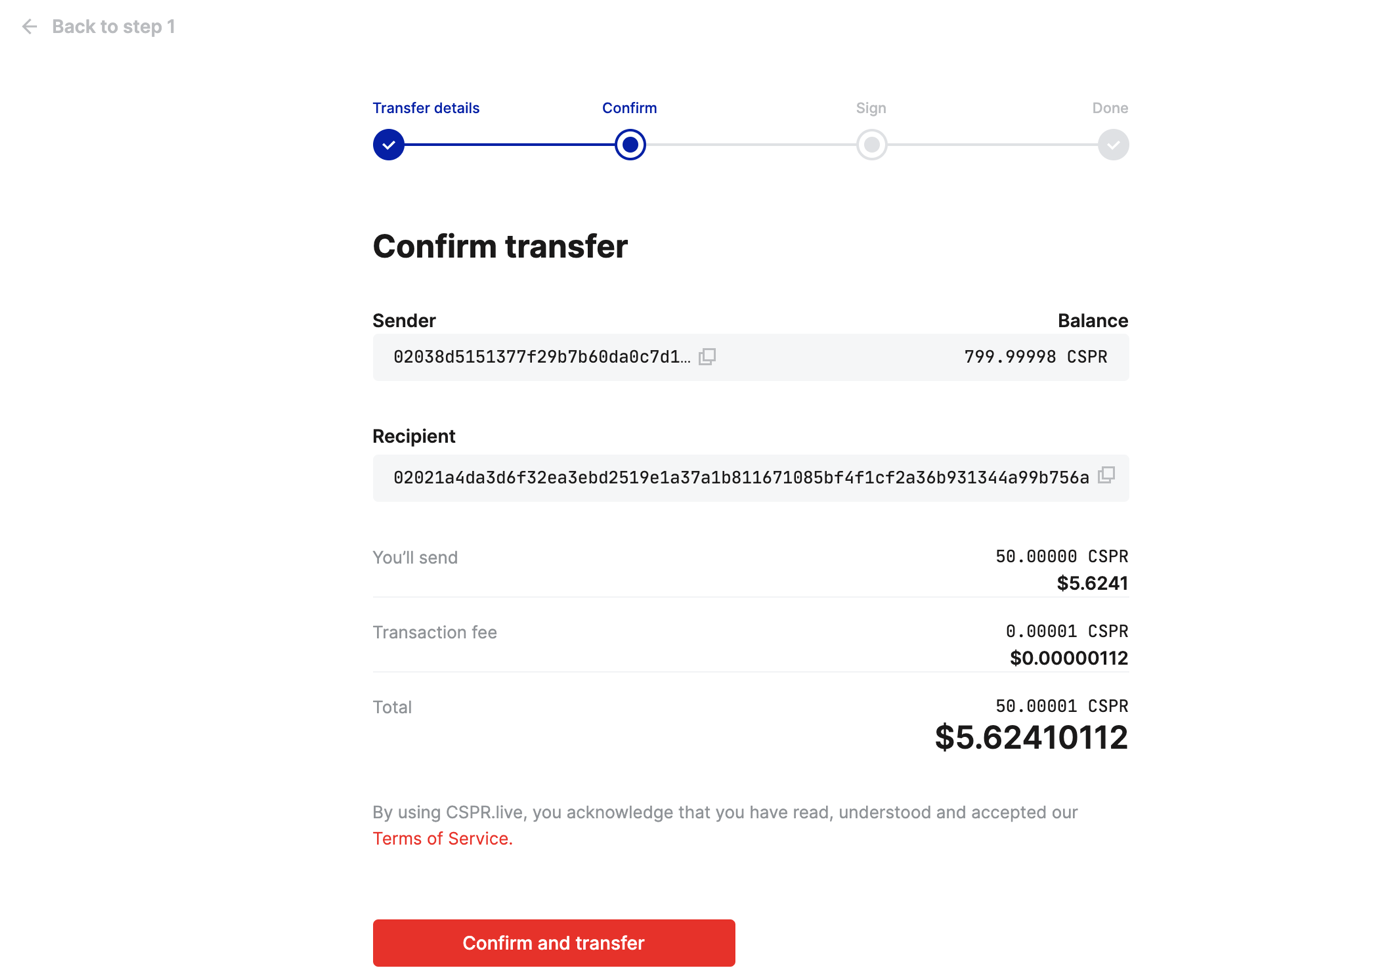 Back to step 1
Transfer details
Confirm
Sign
Done
Confirm transfer
Sender
Balance
02038d5151377f29b7b60da0c7d1…
799.99998 CSPR
Recipient
02021a4da3d6f32ea3ebd2519e1a37a1b811671085bf4f1cf2a36b931344a99b756a
You’ll send
50.00000 CSPR
$5.6241
Transaction fee
0.00001 CSPR
$0.00000112
Total
50.00001 CSPR
$5.62410112
By using CSPR.live, you acknowledge that you have read, understood and accepted our
Terms of Service.
Confirm and transfer